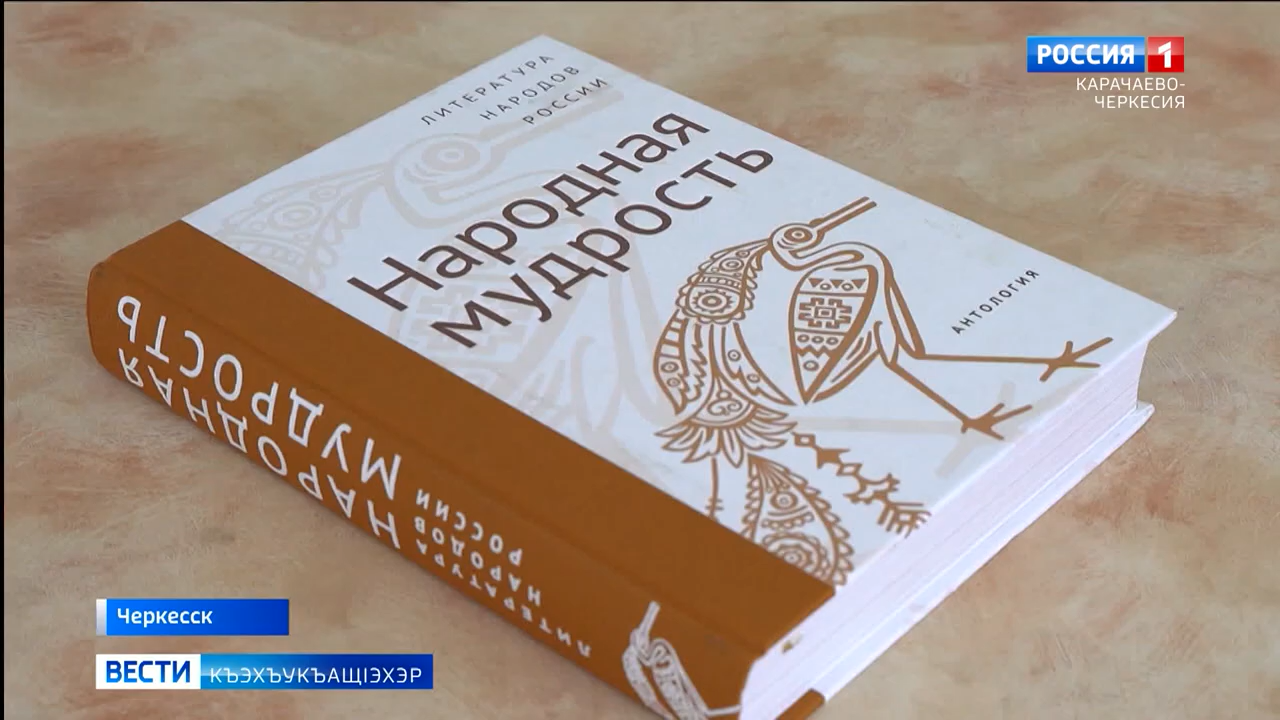 РОССИЯ 1
КАРАЧАЕВО-
ЧЕРКЕСИЯ
ЛИТЕРАТУРА
НАРОДОВ
РОССИИ
Народная
мудрость
АНТОЛОГИЯ
НАРОДНАЯ
МУДРОСТЬ
ЛИТЕРАТУРА
НАРОДОВ
РОССИИ
Черкесск
ВЕСТИ КЪЭХЪУКЪАЩІЭХЭР